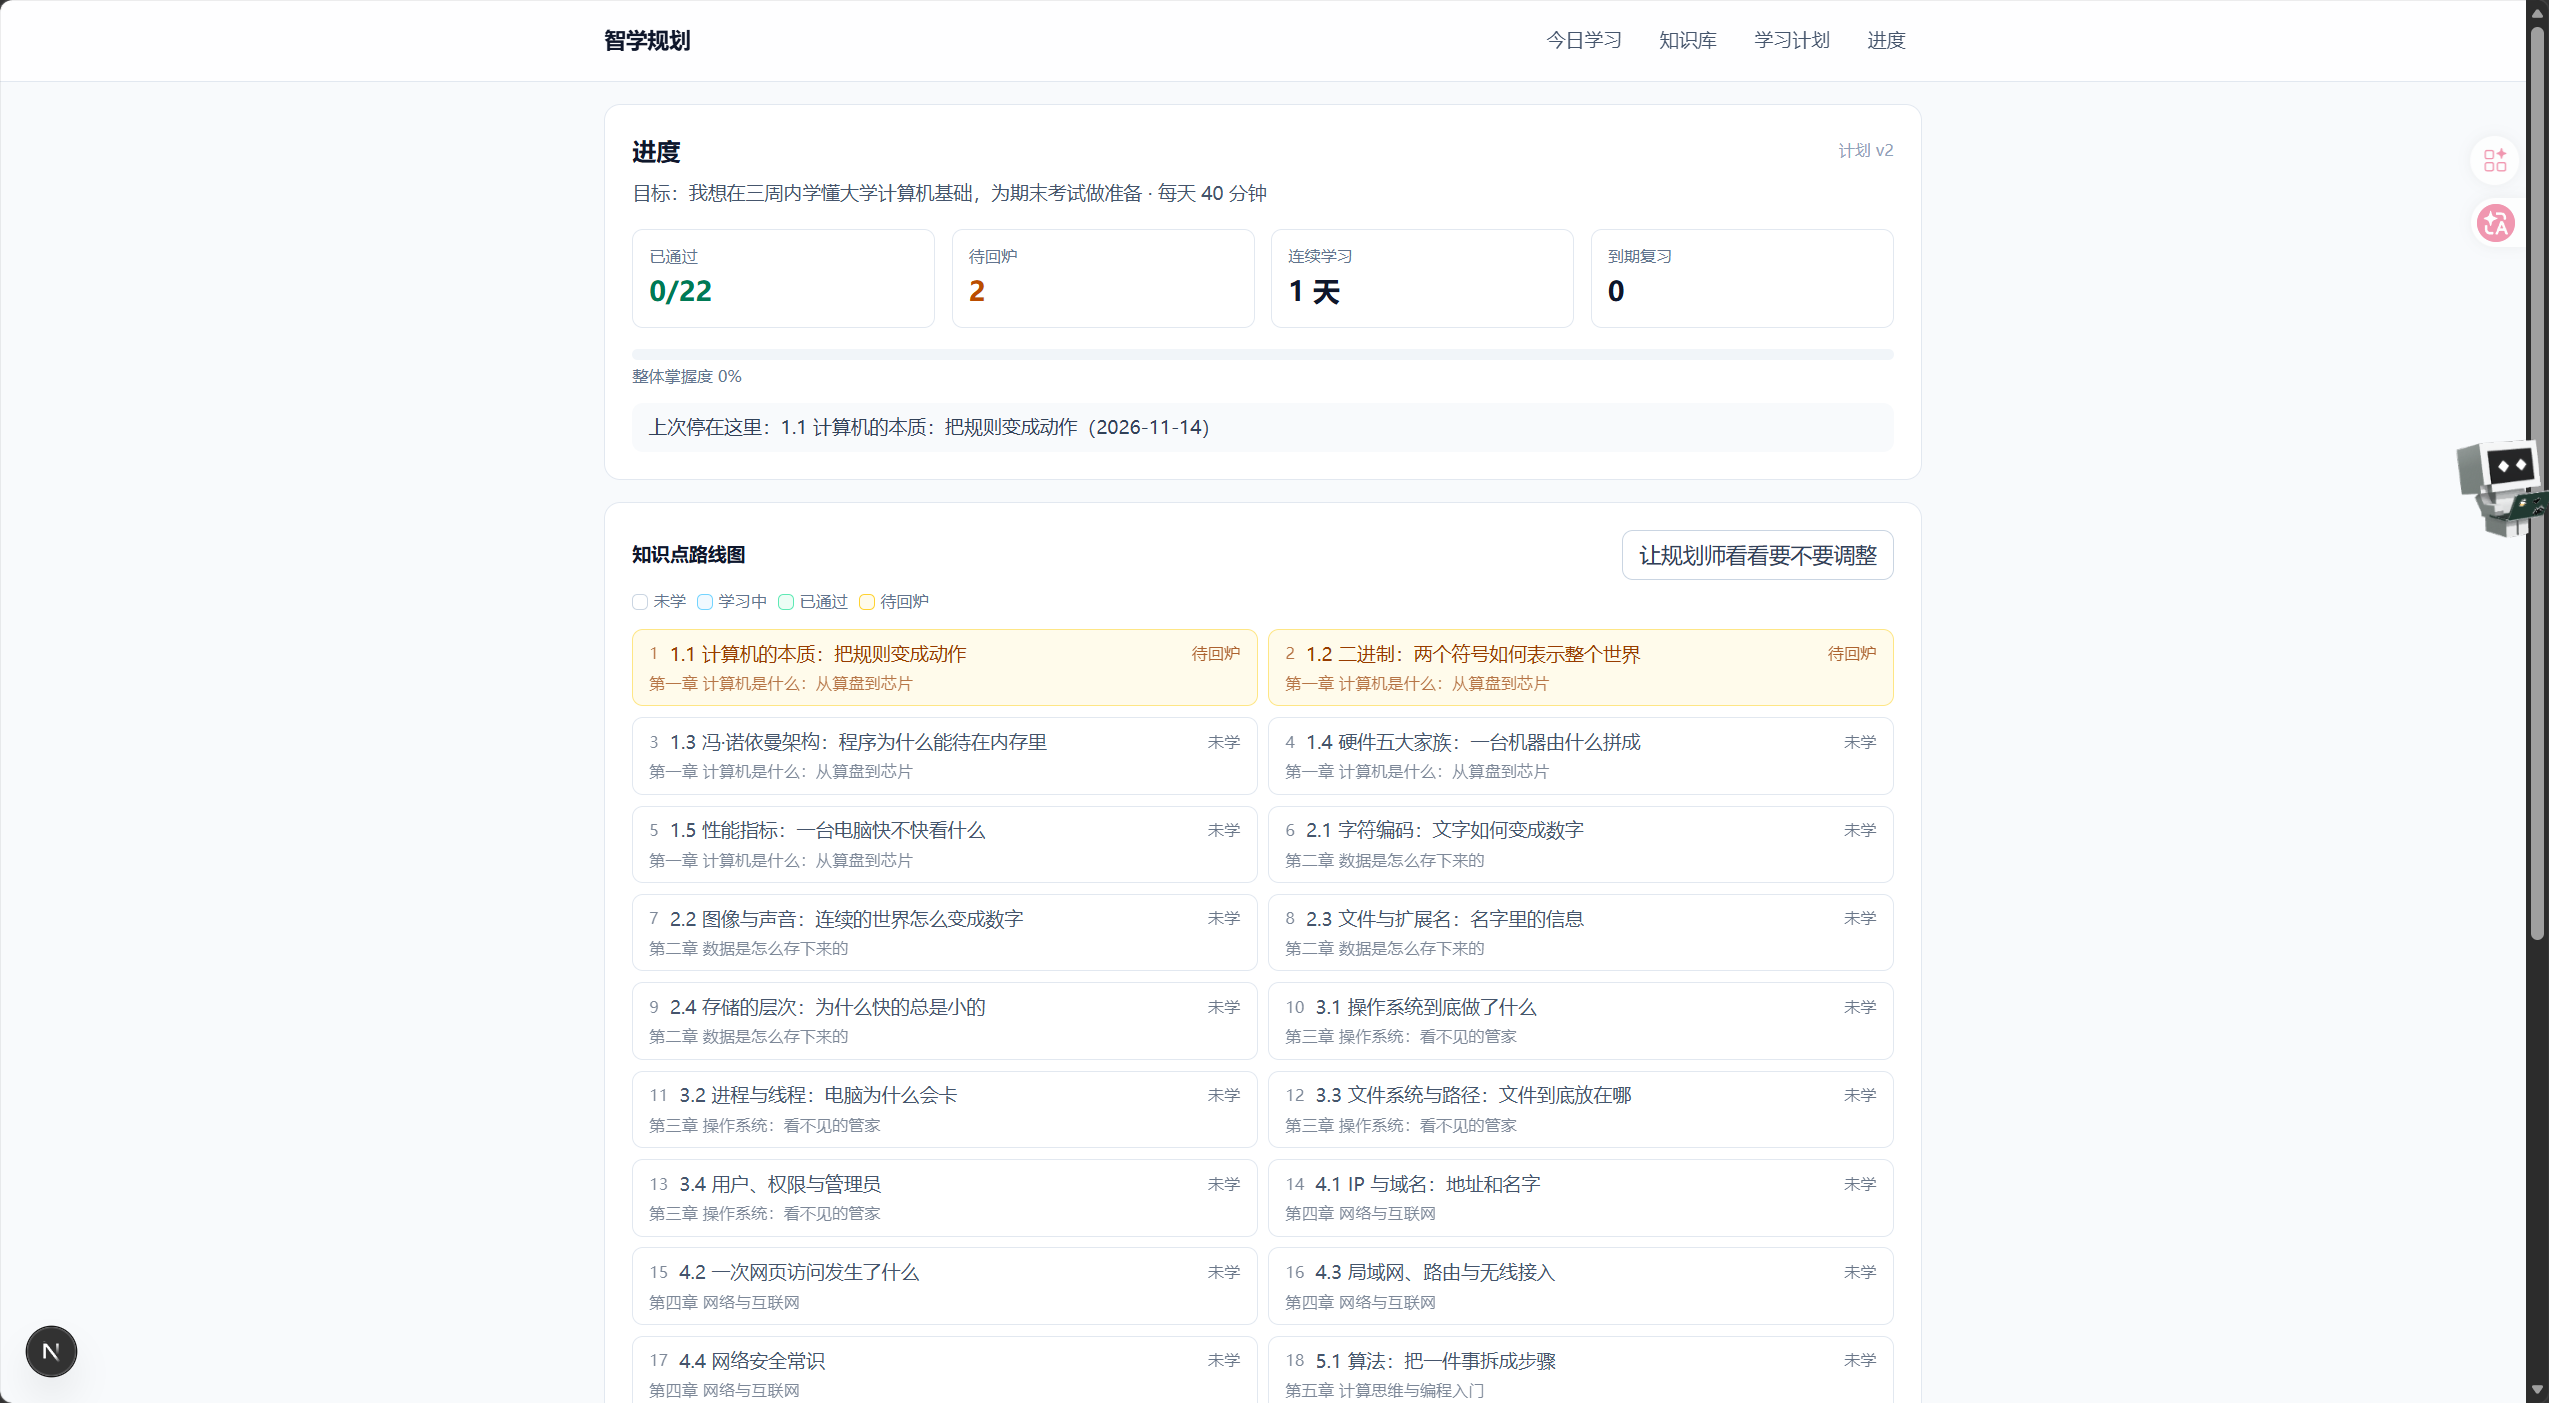 智学规划
今日学习 知识库 学习计划 进度
进度
计划 v2
目标：我想在三周内学懂大学计算机基础，为期末考试做准备 · 每天 40 分钟
已通过 待回炉 连续学习 到期复习
0/22 2 1 天 0
整体掌握度 0%
上次停在这里：1.1 计算机的本质：把规则变成动作（2026-11-14）
知识点路线图
让规划师看看要不要调整
未学 学习中 已通过 待回炉
1 1.1 计算机的本质：把规则变成动作 待回炉
第一章 计算机是什么：从算盘到芯片
2 1.2 二进制：两个符号如何表示整个世界 待回炉
第一章 计算机是什么：从算盘到芯片
3 1.3 冯·诺依曼架构：程序为什么能待在内存里 未学
第一章 计算机是什么：从算盘到芯片
4 1.4 硬件五大家族：一台机器由什么拼成 未学
第一章 计算机是什么：从算盘到芯片
5 1.5 性能指标：一台电脑快不快看什么 未学
第一章 计算机是什么：从算盘到芯片
6 2.1 字符编码：文字如何变成数字 未学
第二章 数据是怎么存下来的
7 2.2 图像与声音：连续的世界怎么变成数字 未学
第二章 数据是怎么存下来的
8 2.3 文件与扩展名：名字里的信息 未学
第二章 数据是怎么存下来的
9 2.4 存储的层次：为什么快的总是小的 未学
第二章 数据是怎么存下来的
10 3.1 操作系统到底做了什么 未学
第三章 操作系统：看不见的管家
11 3.2 进程与线程：电脑为什么会卡 未学
第三章 操作系统：看不见的管家
12 3.3 文件系统与路径：文件到底放在哪 未学
第三章 操作系统：看不见的管家
13 3.4 用户、权限与管理员 未学
第三章 操作系统：看不见的管家
14 4.1 IP 与域名：地址和名字 未学
第四章 网络与互联网
15 4.2 一次网页访问发生了什么 未学
第四章 网络与互联网
16 4.3 局域网、路由与无线接入 未学
第四章 网络与互联网
17 4.4 网络安全常识 未学
第四章 网络与互联网
18 5.1 算法：把一件事拆成步骤 未学
第五章 计算思维与编程入门
N